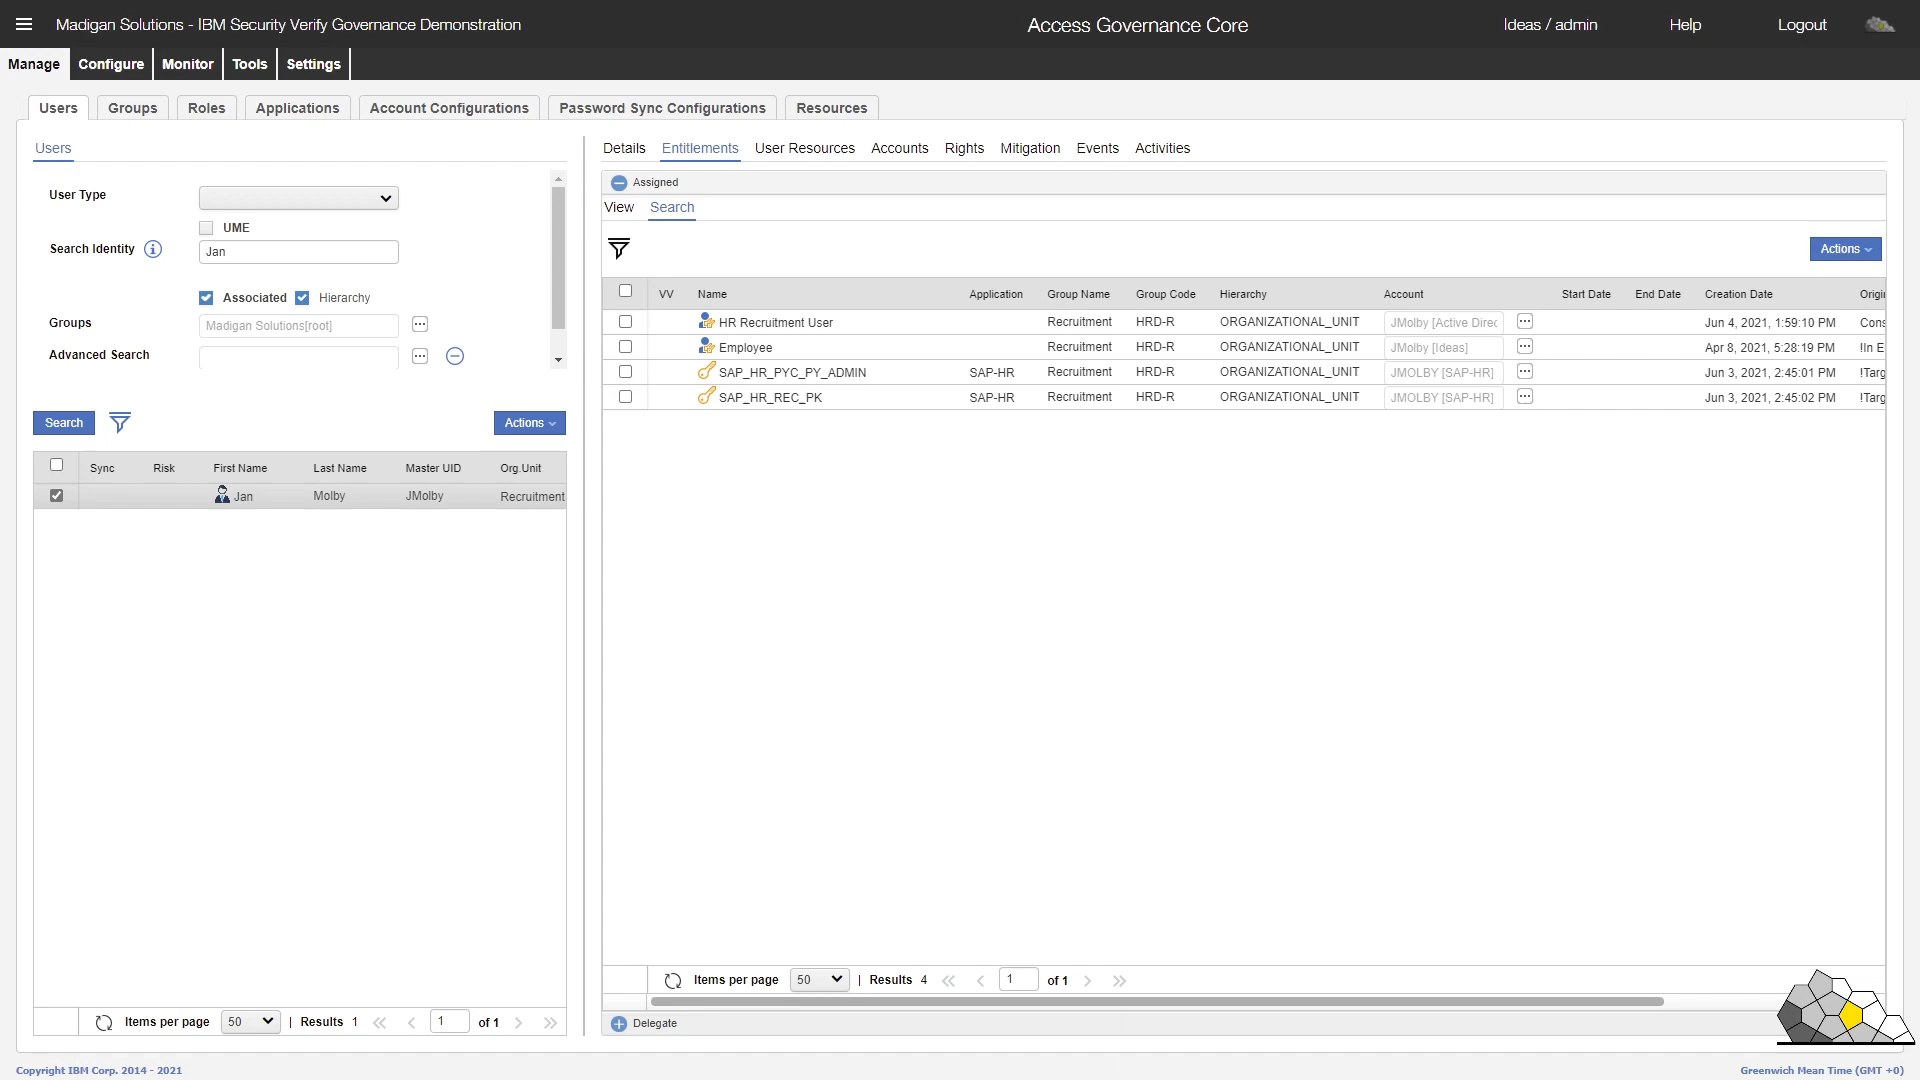 Madigan Solutions - IBM Security Verify Governance Demonstration
Access Governance Core
Ideas / admin
Help
Logout
Manage
Configure
Monitor
Tools
Settings
Users
Groups
Roles
Applications
Account Configurations
Password Sync Configurations
Resources
Users
User Type
UME
Search Identity
Jan
Associated
Hierarchy
Groups
Madigan Solutions[root]
Advanced Search
Search
Actions
Sync Risk First Name Last Name Master UID Org.Unit
Jan Molby JMolby Recruitment
Items per page 50 | Results 1 1 of 1
Details
Entitlements
User Resources
Accounts
Rights
Mitigation
Events
Activities
Assigned
View
Search
Actions
VV Name Application Group Name Group Code Hierarchy Account Start Date End Date Creation Date Origi
HR Recruitment User Recruitment HRD-R ORGANIZATIONAL_UNIT JMolby [Active Direc Jun 4, 2021, 1:59:10 PM Cons
Employee Recruitment HRD-R ORGANIZATIONAL_UNIT JMolby [Ideas] Apr 8, 2021, 5:28:19 PM !In E
SAP_HR_PYC_PY_ADMIN SAP-HR Recruitment HRD-R ORGANIZATIONAL_UNIT JMOLBY [SAP-HR] Jun 3, 2021, 2:45:01 PM !Targ
SAP_HR_REC_PK SAP-HR Recruitment HRD-R ORGANIZATIONAL_UNIT JMOLBY [SAP-HR] Jun 3, 2021, 2:45:02 PM !Targ
Items per page 50 | Results 4 1 of 1
Delegate
Copyright IBM Corp. 2014 - 2021
Greenwich Mean Time (GMT +0)